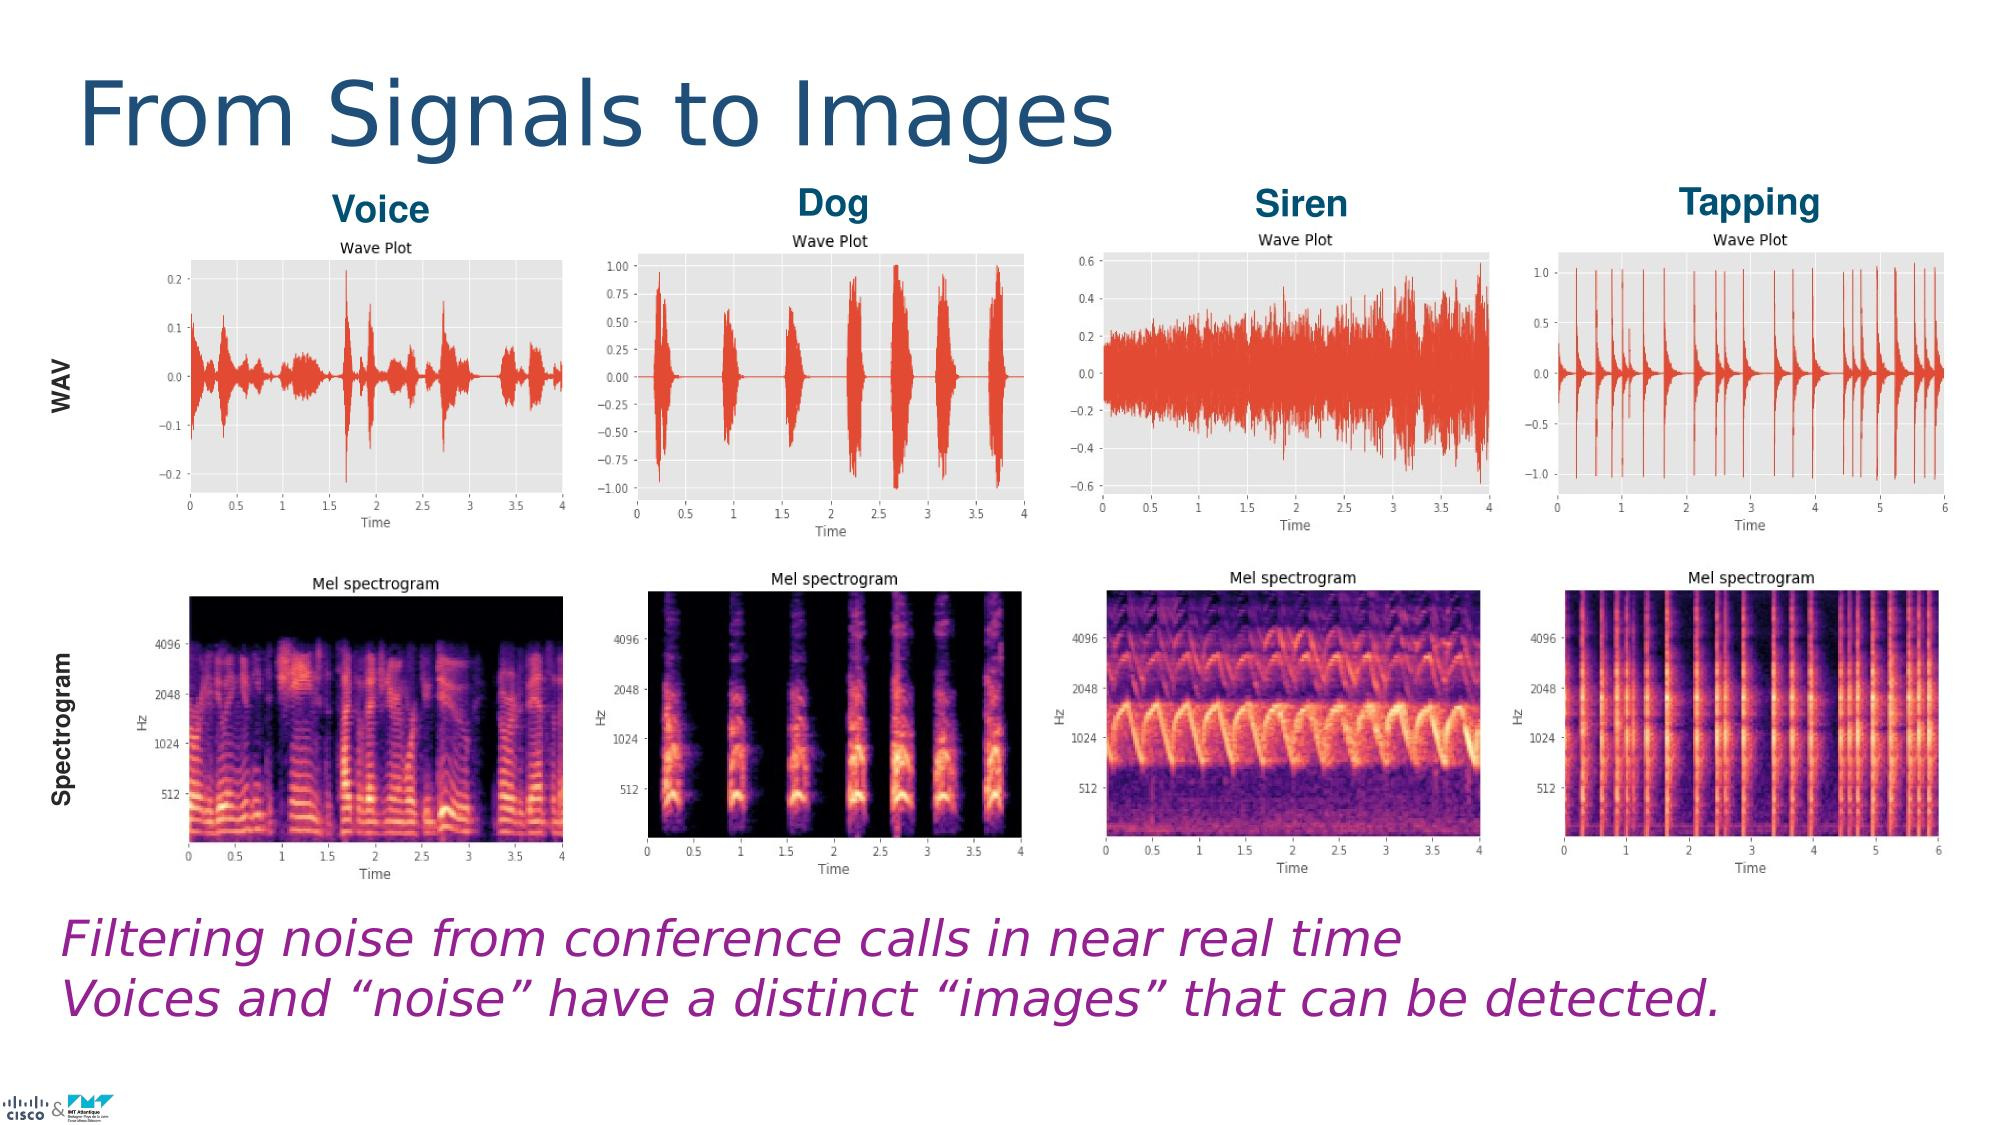 From Signals to Images
Voice
Dog
Siren
Tapping
WAV
Wave Plot
0.2
0.1
0.0
−0.1
−0.2
0 0.5 1 1.5 2 2.5 3 3.5 4
Time
Wave Plot
1.00
0.75
0.50
0.25
0.00
−0.25
−0.50
−0.75
−1.00
0 0.5 1 1.5 2 2.5 3 3.5 4
Time
Wave Plot
0.6
0.4
0.2
0.0
−0.2
−0.4
−0.6
0 0.5 1 1.5 2 2.5 3 3.5 4
Time
Wave Plot
1.0
0.5
0.0
−0.5
−1.0
0 1 2 3 4 5 6
Time
Spectrogram
Mel spectrogram
4096
2048
1024
512
Hz
0 0.5 1 1.5 2 2.5 3 3.5 4
Time
Mel spectrogram
4096
2048
1024
512
Hz
0 0.5 1 1.5 2 2.5 3 3.5 4
Time
Mel spectrogram
4096
2048
1024
512
Hz
0 0.5 1 1.5 2 2.5 3 3.5 4
Time
Mel spectrogram
4096
2048
1024
512
Hz
0 1 2 3 4 5 6
Time
Filtering noise from conference calls in near real time
Voices and “noise” have a distinct “images” that can be detected.
CISCO & IMT Atlantique